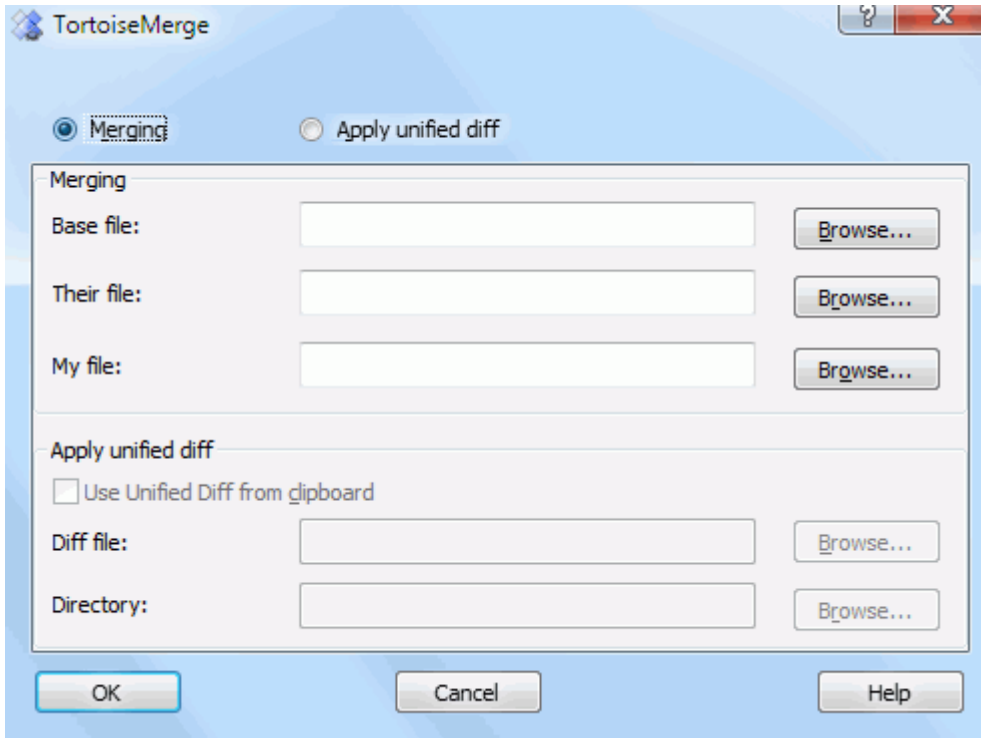 TortoiseMerge
?
X
Merging
Apply unified diff
Merging
Base file:
Browse...
Their file:
Browse...
My file:
Browse...
Apply unified diff
Use Unified Diff from clipboard
Diff file:
Browse...
Directory:
Browse...
OK
Cancel
Help